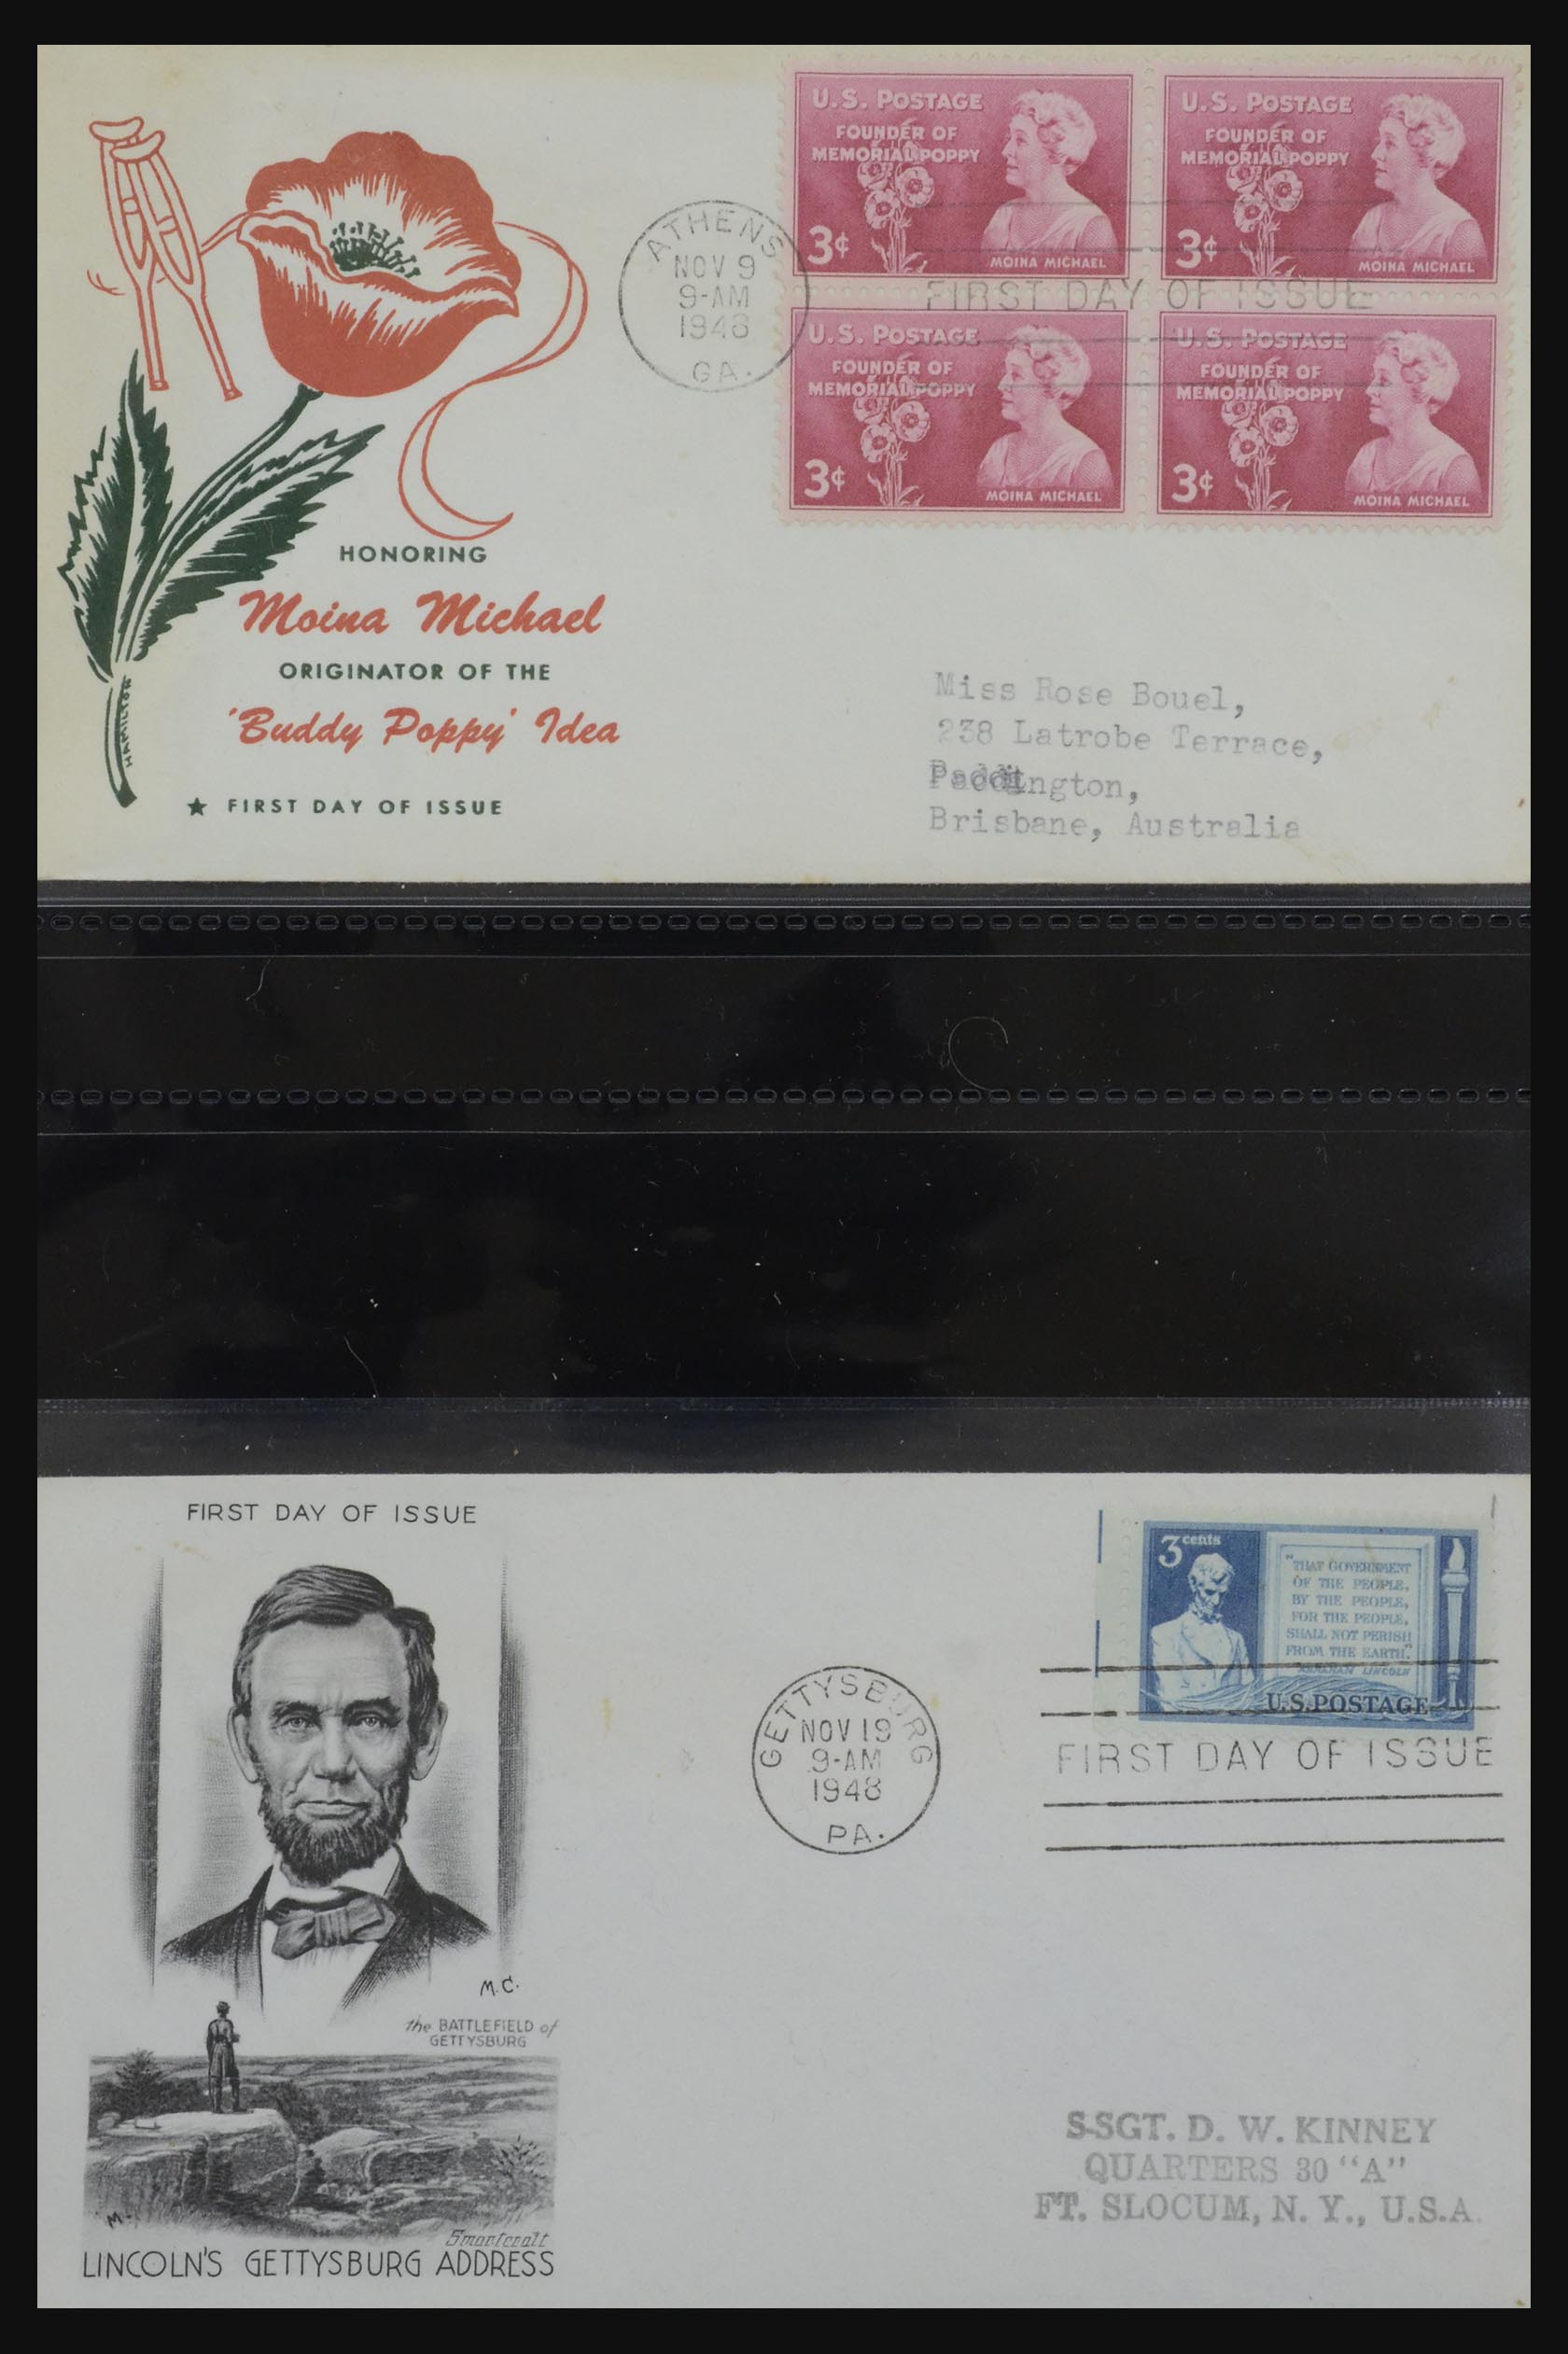 U.S. POSTAGE
FOUNDER OF
MEMORIAL POPPY
3¢
MOINA MICHAEL
U.S. POSTAGE
FOUNDER OF
MEMORIAL POPPY
3¢
MOINA MICHAEL
ATHENS
NOV 9
9-AM
1948
GA.
FIRST DAY OF ISSUE
U.S. POSTAGE
FOUNDER OF
MEMORIAL POPPY
3¢
MOINA MICHAEL
U.S. POSTAGE
FOUNDER OF
MEMORIAL POPPY
3¢
MOINA MICHAEL
HONORING
Moina Michael
ORIGINATOR OF THE
'Buddy Poppy' Idea
HAMILTON
★ FIRST DAY OF ISSUE
Miss Rose Bouel,
238 Latrobe Terrace,
Paddington,
Brisbane, Australia
FIRST DAY OF ISSUE
3 cents
"THAT GOVERNMENT
OF THE PEOPLE,
BY THE PEOPLE,
FOR THE PEOPLE,
SHALL NOT PERISH
FROM THE EARTH."
ABRAHAM LINCOLN
U.S. POSTAGE
GETTYSBURG
NOV 19
9-AM
1948
PA.
FIRST DAY OF ISSUE
M.C.
the BATTLEFIELD of
GETTYSBURG
M.
Smartcraft
LINCOLN'S GETTYSBURG ADDRESS
S-SGT. D. W. KINNEY
QUARTERS 30 "A"
FT. SLOCUM, N. Y., U.S.A.